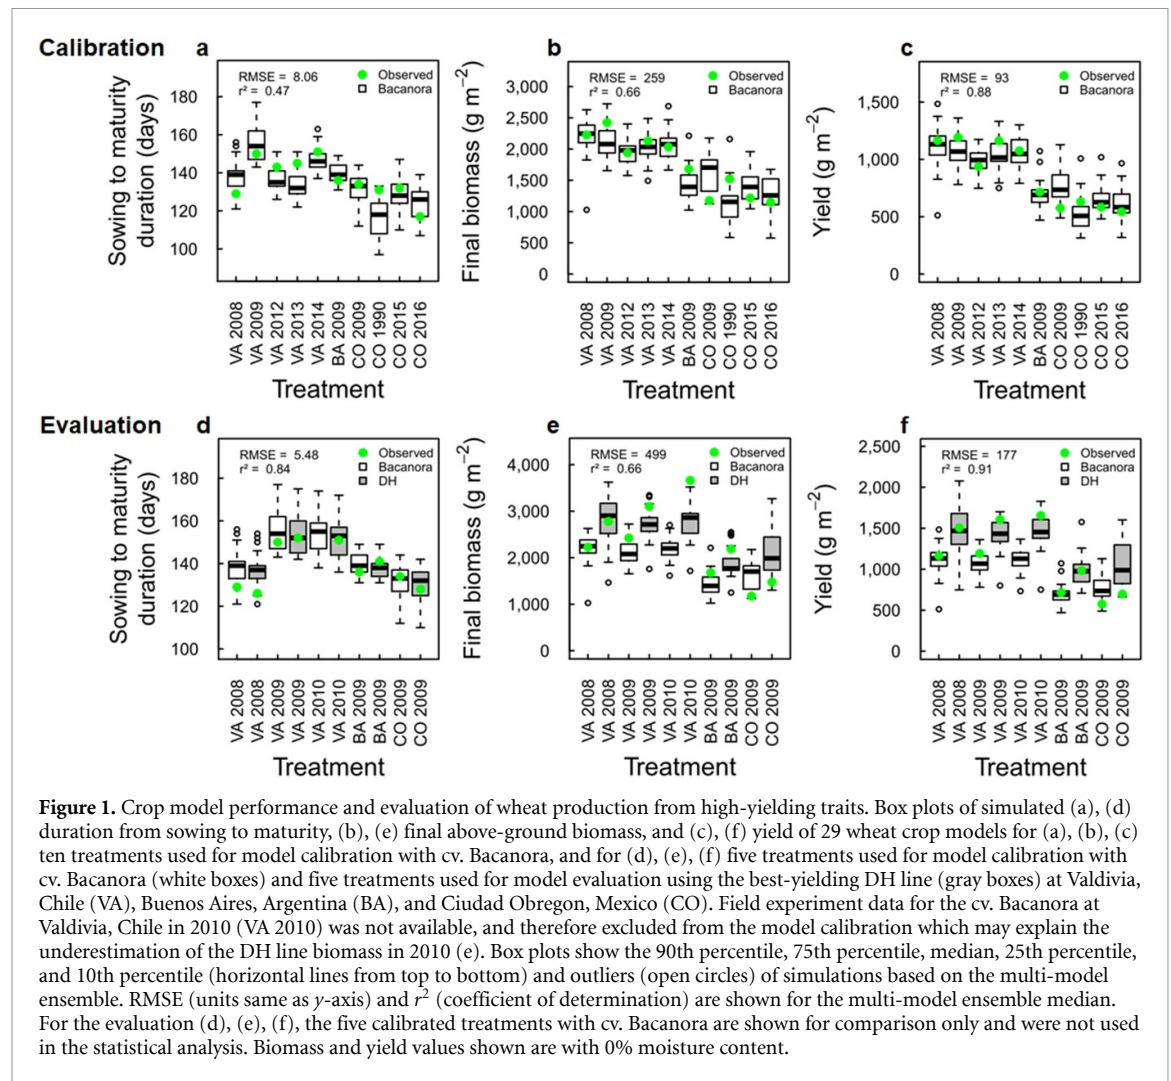 Calibration
a
RMSE = 8.06
r² = 0.47
Observed
Bacanora
Sowing to maturity
duration (days)
180
160
140
120
100
VA 2008
VA 2009
VA 2012
VA 2013
VA 2014
BA 2009
CO 2009
CO 1990
CO 2015
CO 2016
Treatment
b
RMSE = 259
r² = 0.66
Observed
Bacanora
Final biomass (g m⁻²)
3,000
2,500
2,000
1,500
1,000
500
0
VA 2008
VA 2009
VA 2012
VA 2013
VA 2014
BA 2009
CO 2009
CO 1990
CO 2015
CO 2016
Treatment
c
RMSE = 93
r² = 0.88
Observed
Bacanora
Yield (g m⁻²)
1,500
1,000
500
0
VA 2008
VA 2009
VA 2012
VA 2013
VA 2014
BA 2009
CO 2009
CO 1990
CO 2015
CO 2016
Treatment
Evaluation
d
RMSE = 5.48
r² = 0.84
Observed
Bacanora
DH
Sowing to maturity
duration (days)
180
160
140
120
100
VA 2008
VA 2008
VA 2009
VA 2009
VA 2010
VA 2010
BA 2009
BA 2009
CO 2009
CO 2009
Treatment
e
RMSE = 499
r² = 0.66
Observed
Bacanora
DH
Final biomass (g m⁻²)
4,000
3,000
2,000
1,000
0
VA 2008
VA 2008
VA 2009
VA 2009
VA 2010
VA 2010
BA 2009
BA 2009
CO 2009
CO 2009
Treatment
f
RMSE = 177
r² = 0.91
Observed
Bacanora
DH
Yield (g m⁻²)
2,500
2,000
1,500
1,000
500
0
VA 2008
VA 2008
VA 2009
VA 2009
VA 2010
VA 2010
BA 2009
BA 2009
CO 2009
CO 2009
Treatment
Figure 1. Crop model performance and evaluation of wheat production from high-yielding traits. Box plots of simulated (a), (d)
duration from sowing to maturity, (b), (e) final above-ground biomass, and (c), (f) yield of 29 wheat crop models for (a), (b), (c)
ten treatments used for model calibration with cv. Bacanora, and for (d), (e), (f) five treatments used for model calibration with
cv. Bacanora (white boxes) and five treatments used for model evaluation using the best-yielding DH line (gray boxes) at Valdivia,
Chile (VA), Buenos Aires, Argentina (BA), and Ciudad Obregon, Mexico (CO). Field experiment data for the cv. Bacanora at
Valdivia, Chile in 2010 (VA 2010) was not available, and therefore excluded from the model calibration which may explain the
underestimation of the DH line biomass in 2010 (e). Box plots show the 90th percentile, 75th percentile, median, 25th percentile,
and 10th percentile (horizontal lines from top to bottom) and outliers (open circles) of simulations based on the multi-model
ensemble. RMSE (units same as y-axis) and r² (coefficient of determination) are shown for the multi-model ensemble median.
For the evaluation (d), (e), (f), the five calibrated treatments with cv. Bacanora are shown for comparison only and were not used
in the statistical analysis. Biomass and yield values shown are with 0% moisture content.